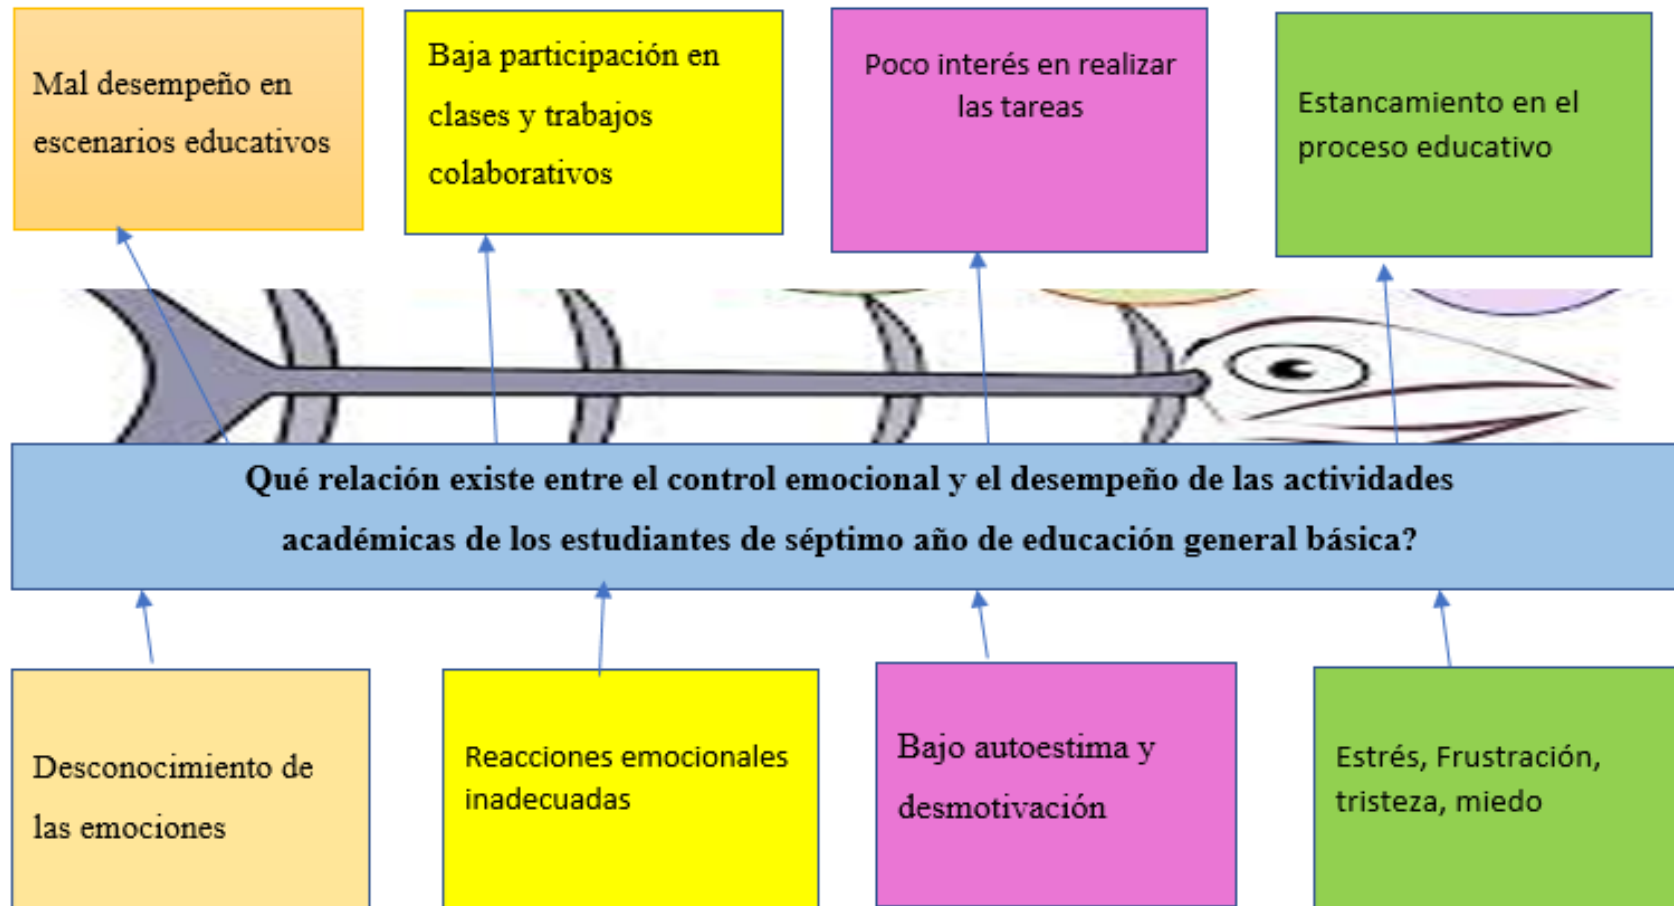 Mal desempeño en
escenarios educativos
Baja participación en
clases y trabajos
colaborativos
Poco interés en realizar
las tareas
Estancamiento en el
proceso educativo
Qué relación existe entre el control emocional y el desempeño de las actividades
académicas de los estudiantes de séptimo año de educación general básica?
Desconocimiento de
las emociones
Reacciones emocionales
inadecuadas
Bajo autoestima y
desmotivación
Estrés, Frustración,
tristeza, miedo